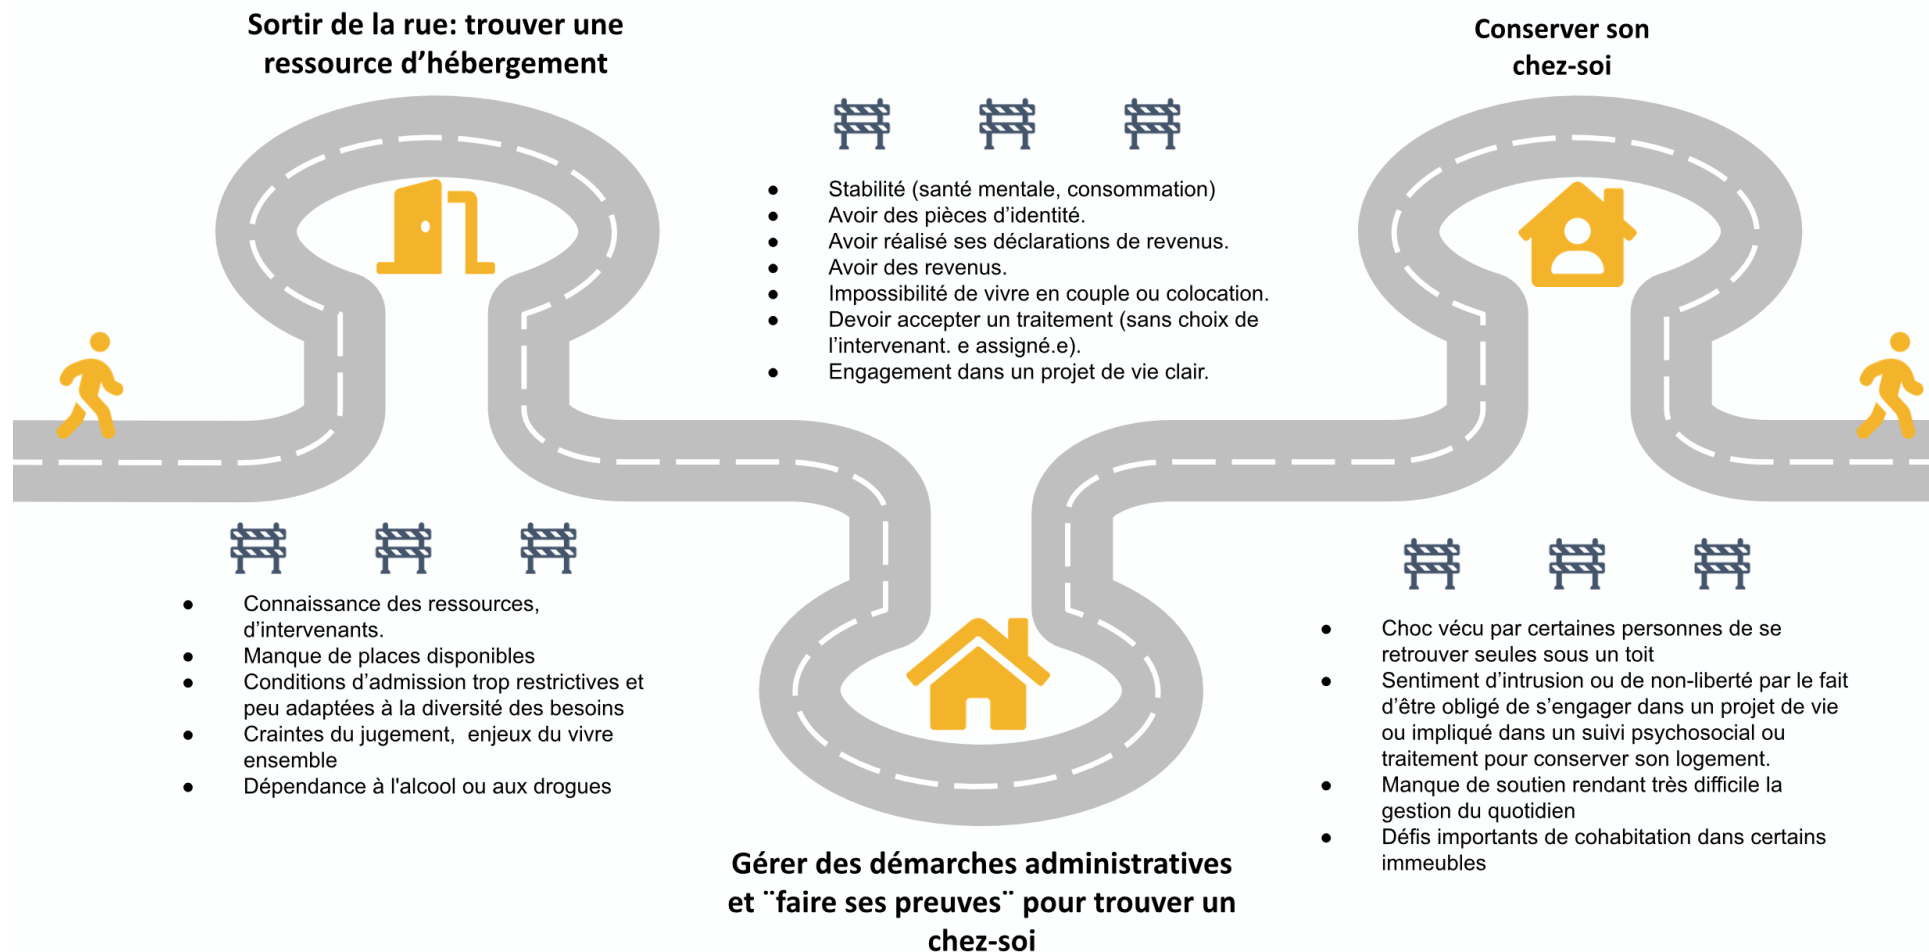 Sortir de la rue: trouver une
ressource d’hébergement
● Connaissance des ressources,
d’intervenants.
● Manque de places disponibles
● Conditions d’admission trop restrictives et
peu adaptées à la diversité des besoins
● Craintes du jugement,  enjeux du vivre
ensemble
● Dépendance à l'alcool ou aux drogues
● Stabilité (santé mentale, consommation)
● Avoir des pièces d’identité.
● Avoir réalisé ses déclarations de revenus.
● Avoir des revenus.
● Impossibilité de vivre en couple ou colocation.
● Devoir accepter un traitement (sans choix de
l’intervenant. e assigné.e).
● Engagement dans un projet de vie clair.
Gérer des démarches administratives
et ¨faire ses preuves¨ pour trouver un
chez-soi
Conserver son
chez-soi
● Choc vécu par certaines personnes de se
retrouver seules sous un toit
● Sentiment d’intrusion ou de non-liberté par le fait
d’être obligé de s’engager dans un projet de vie
ou impliqué dans un suivi psychosocial ou
traitement pour conserver son logement.
● Manque de soutien rendant très difficile la
gestion du quotidien
● Défis importants de cohabitation dans certains
immeubles